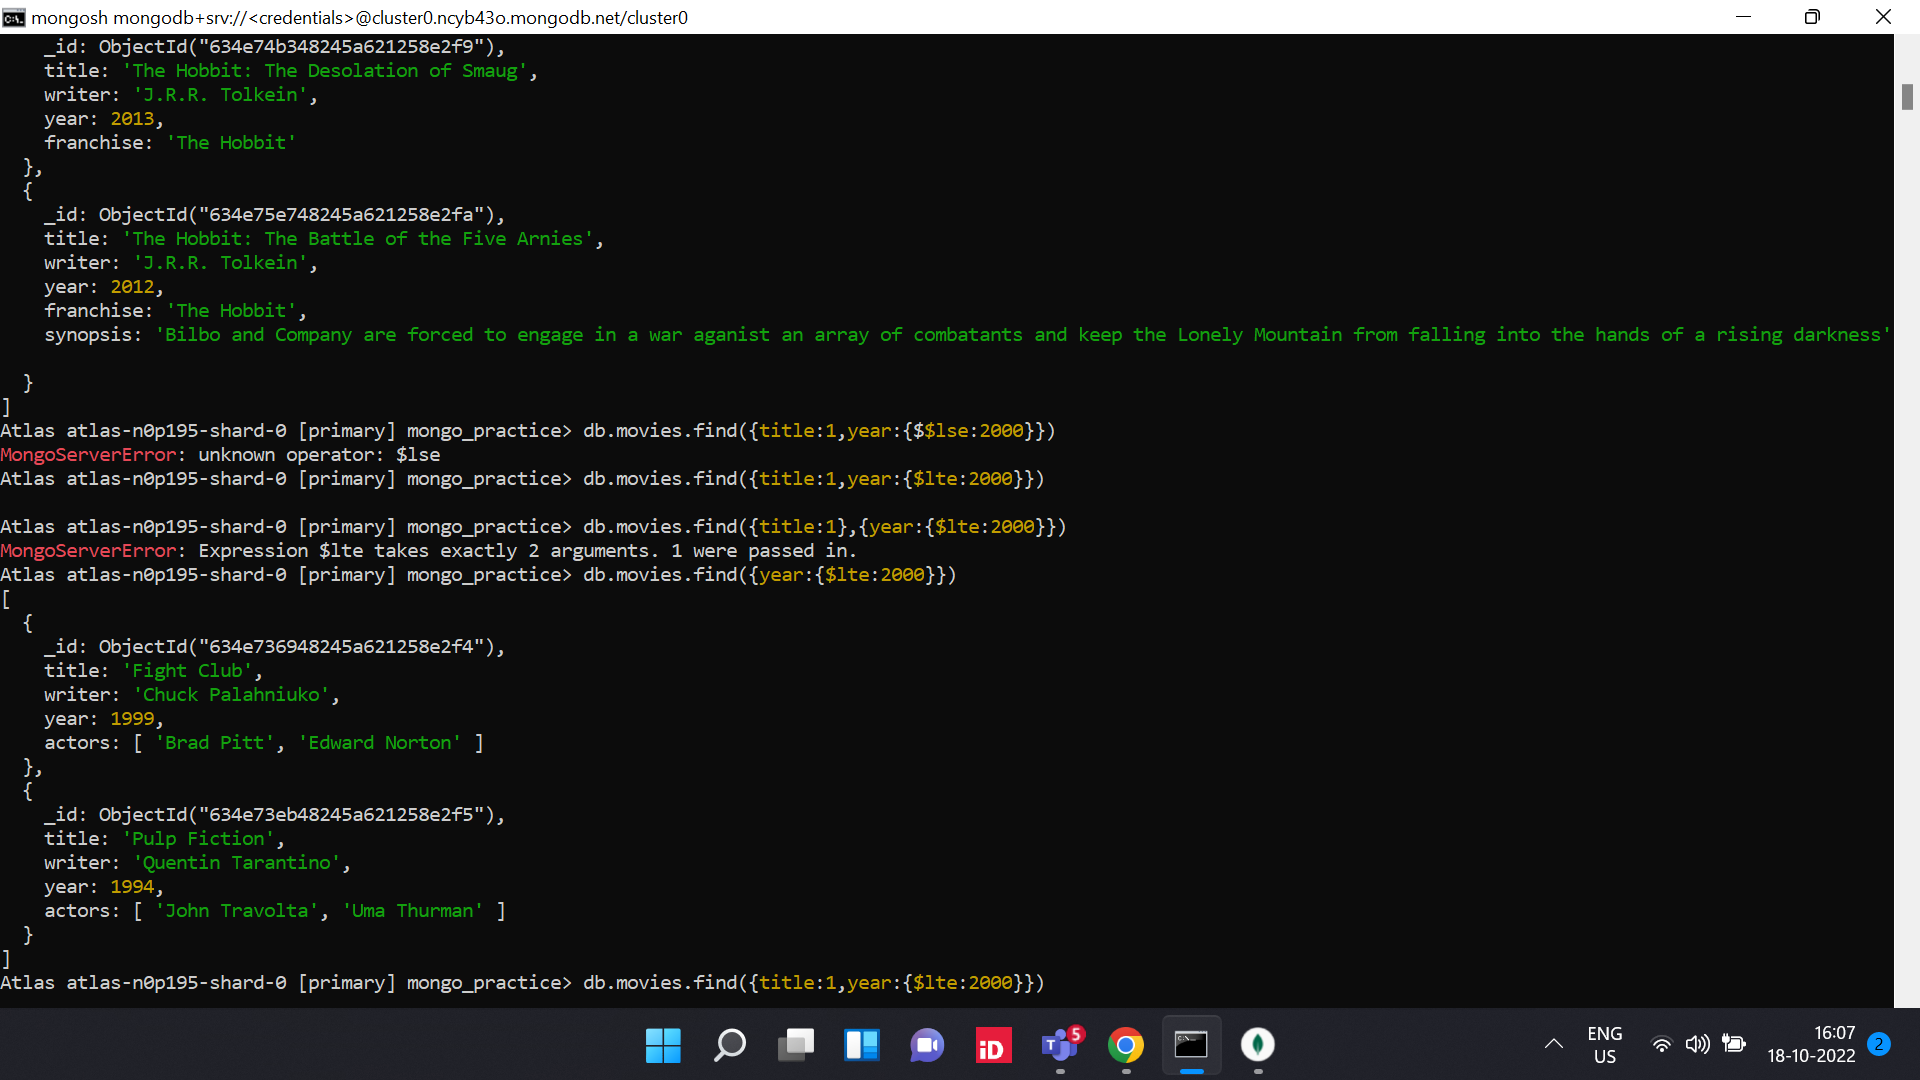 mongosh mongodb+srv://<credentials>@cluster0.ncyb43o.mongodb.net/cluster0
_id: ObjectId("634e74b348245a621258e2f9"),
title: 'The Hobbit: The Desolation of Smaug',
writer: 'J.R.R. Tolkein',
year: 2013,
franchise: 'The Hobbit'
},
{
_id: ObjectId("634e75e748245a621258e2fa"),
title: 'The Hobbit: The Battle of the Five Arnies',
writer: 'J.R.R. Tolkein',
year: 2012,
franchise: 'The Hobbit',
synopsis: 'Bilbo and Company are forced to engage in a war aganist an array of combatants and keep the Lonely Mountain from falling into the hands of a rising darkness'
}
]
Atlas atlas-n0p195-shard-0 [primary] mongo_practice> db.movies.find({title:1,year:{$$lse:2000}})
MongoServerError: unknown operator: $lse
Atlas atlas-n0p195-shard-0 [primary] mongo_practice> db.movies.find({title:1,year:{$lte:2000}})
Atlas atlas-n0p195-shard-0 [primary] mongo_practice> db.movies.find({title:1},{year:{$lte:2000}})
MongoServerError: Expression $lte takes exactly 2 arguments. 1 were passed in.
Atlas atlas-n0p195-shard-0 [primary] mongo_practice> db.movies.find({year:{$lte:2000}})
[
{
_id: ObjectId("634e736948245a621258e2f4"),
title: 'Fight Club',
writer: 'Chuck Palahniuko',
year: 1999,
actors: [ 'Brad Pitt', 'Edward Norton' ]
},
{
_id: ObjectId("634e73eb48245a621258e2f5"),
title: 'Pulp Fiction',
writer: 'Quentin Tarantino',
year: 1994,
actors: [ 'John Travolta', 'Uma Thurman' ]
}
]
Atlas atlas-n0p195-shard-0 [primary] mongo_practice> db.movies.find({title:1,year:{$lte:2000}})
iD
T 5
ENG
US
16:07
18-10-2022
2